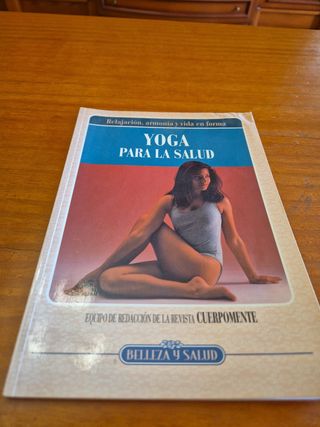 Relajación, armonía y vida en forma
YOGA
PARA LA SALUD
EQUIPO DE REDACCIÓN DE LA REVISTA CUERPOMENTE
BELLEZA Y SALUD